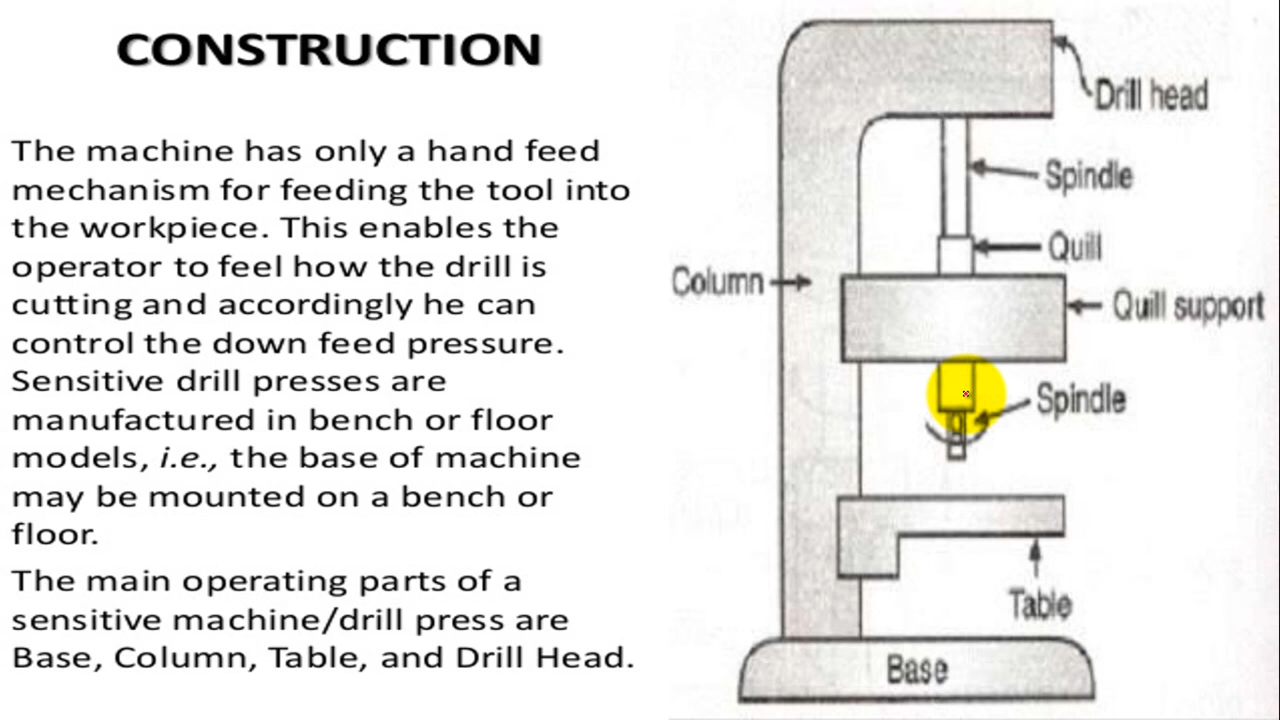 CONSTRUCTION
The machine has only a hand feed
mechanism for feeding the tool into
the workpiece. This enables the
operator to feel how the drill is
cutting and accordingly he can
control the down feed pressure.
Sensitive drill presses are
manufactured in bench or floor
models, i.e., the base of machine
may be mounted on a bench or
floor.
The main operating parts of a
sensitive machine/drill press are
Base, Column, Table, and Drill Head.
Drill head
Spindle
Quill
Column
Quill support
Spindle
Table
Base